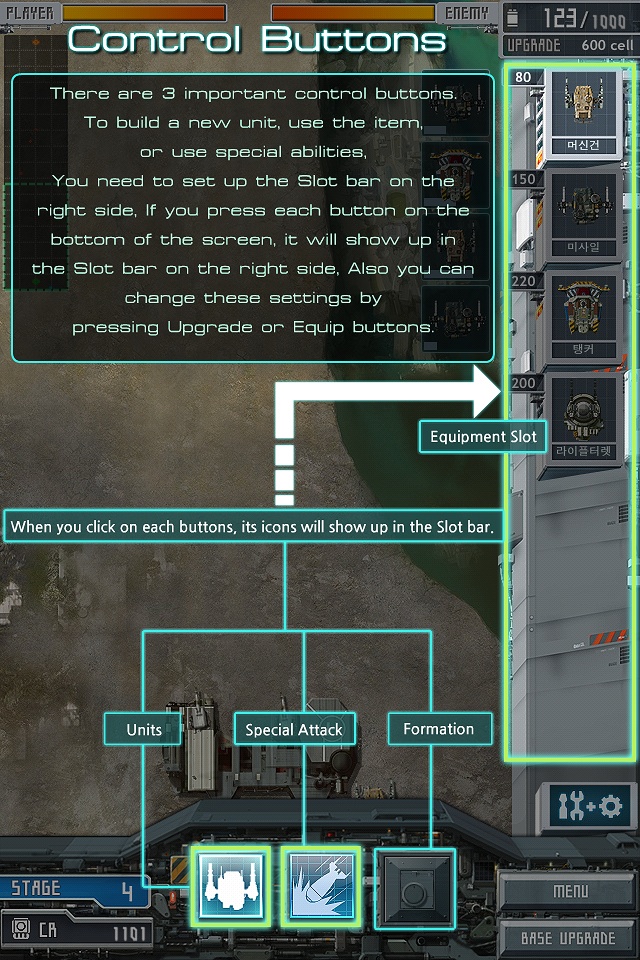 PLAYER
ENEMY
123/1000
UPGRADE 600 cell
Control Buttons
There are 3 important control buttons.
To build a new unit, use the item,
or use special abilities,
You need to set up the Slot bar on the
right side, If you press each button on the
bottom of the screen, it will show up in
the Slot bar on the right side, Also you can
change these settings by
pressing Upgrade or Equip buttons.
80
머신건
150
미사일
220
탱커
200
라이플터렛
Equipment Slot
When you click on each buttons, its icons will show up in the Slot bar.
Units
Special Attack
Formation
STAGE 4
CR 1101
MENU
BASE UPGRADE